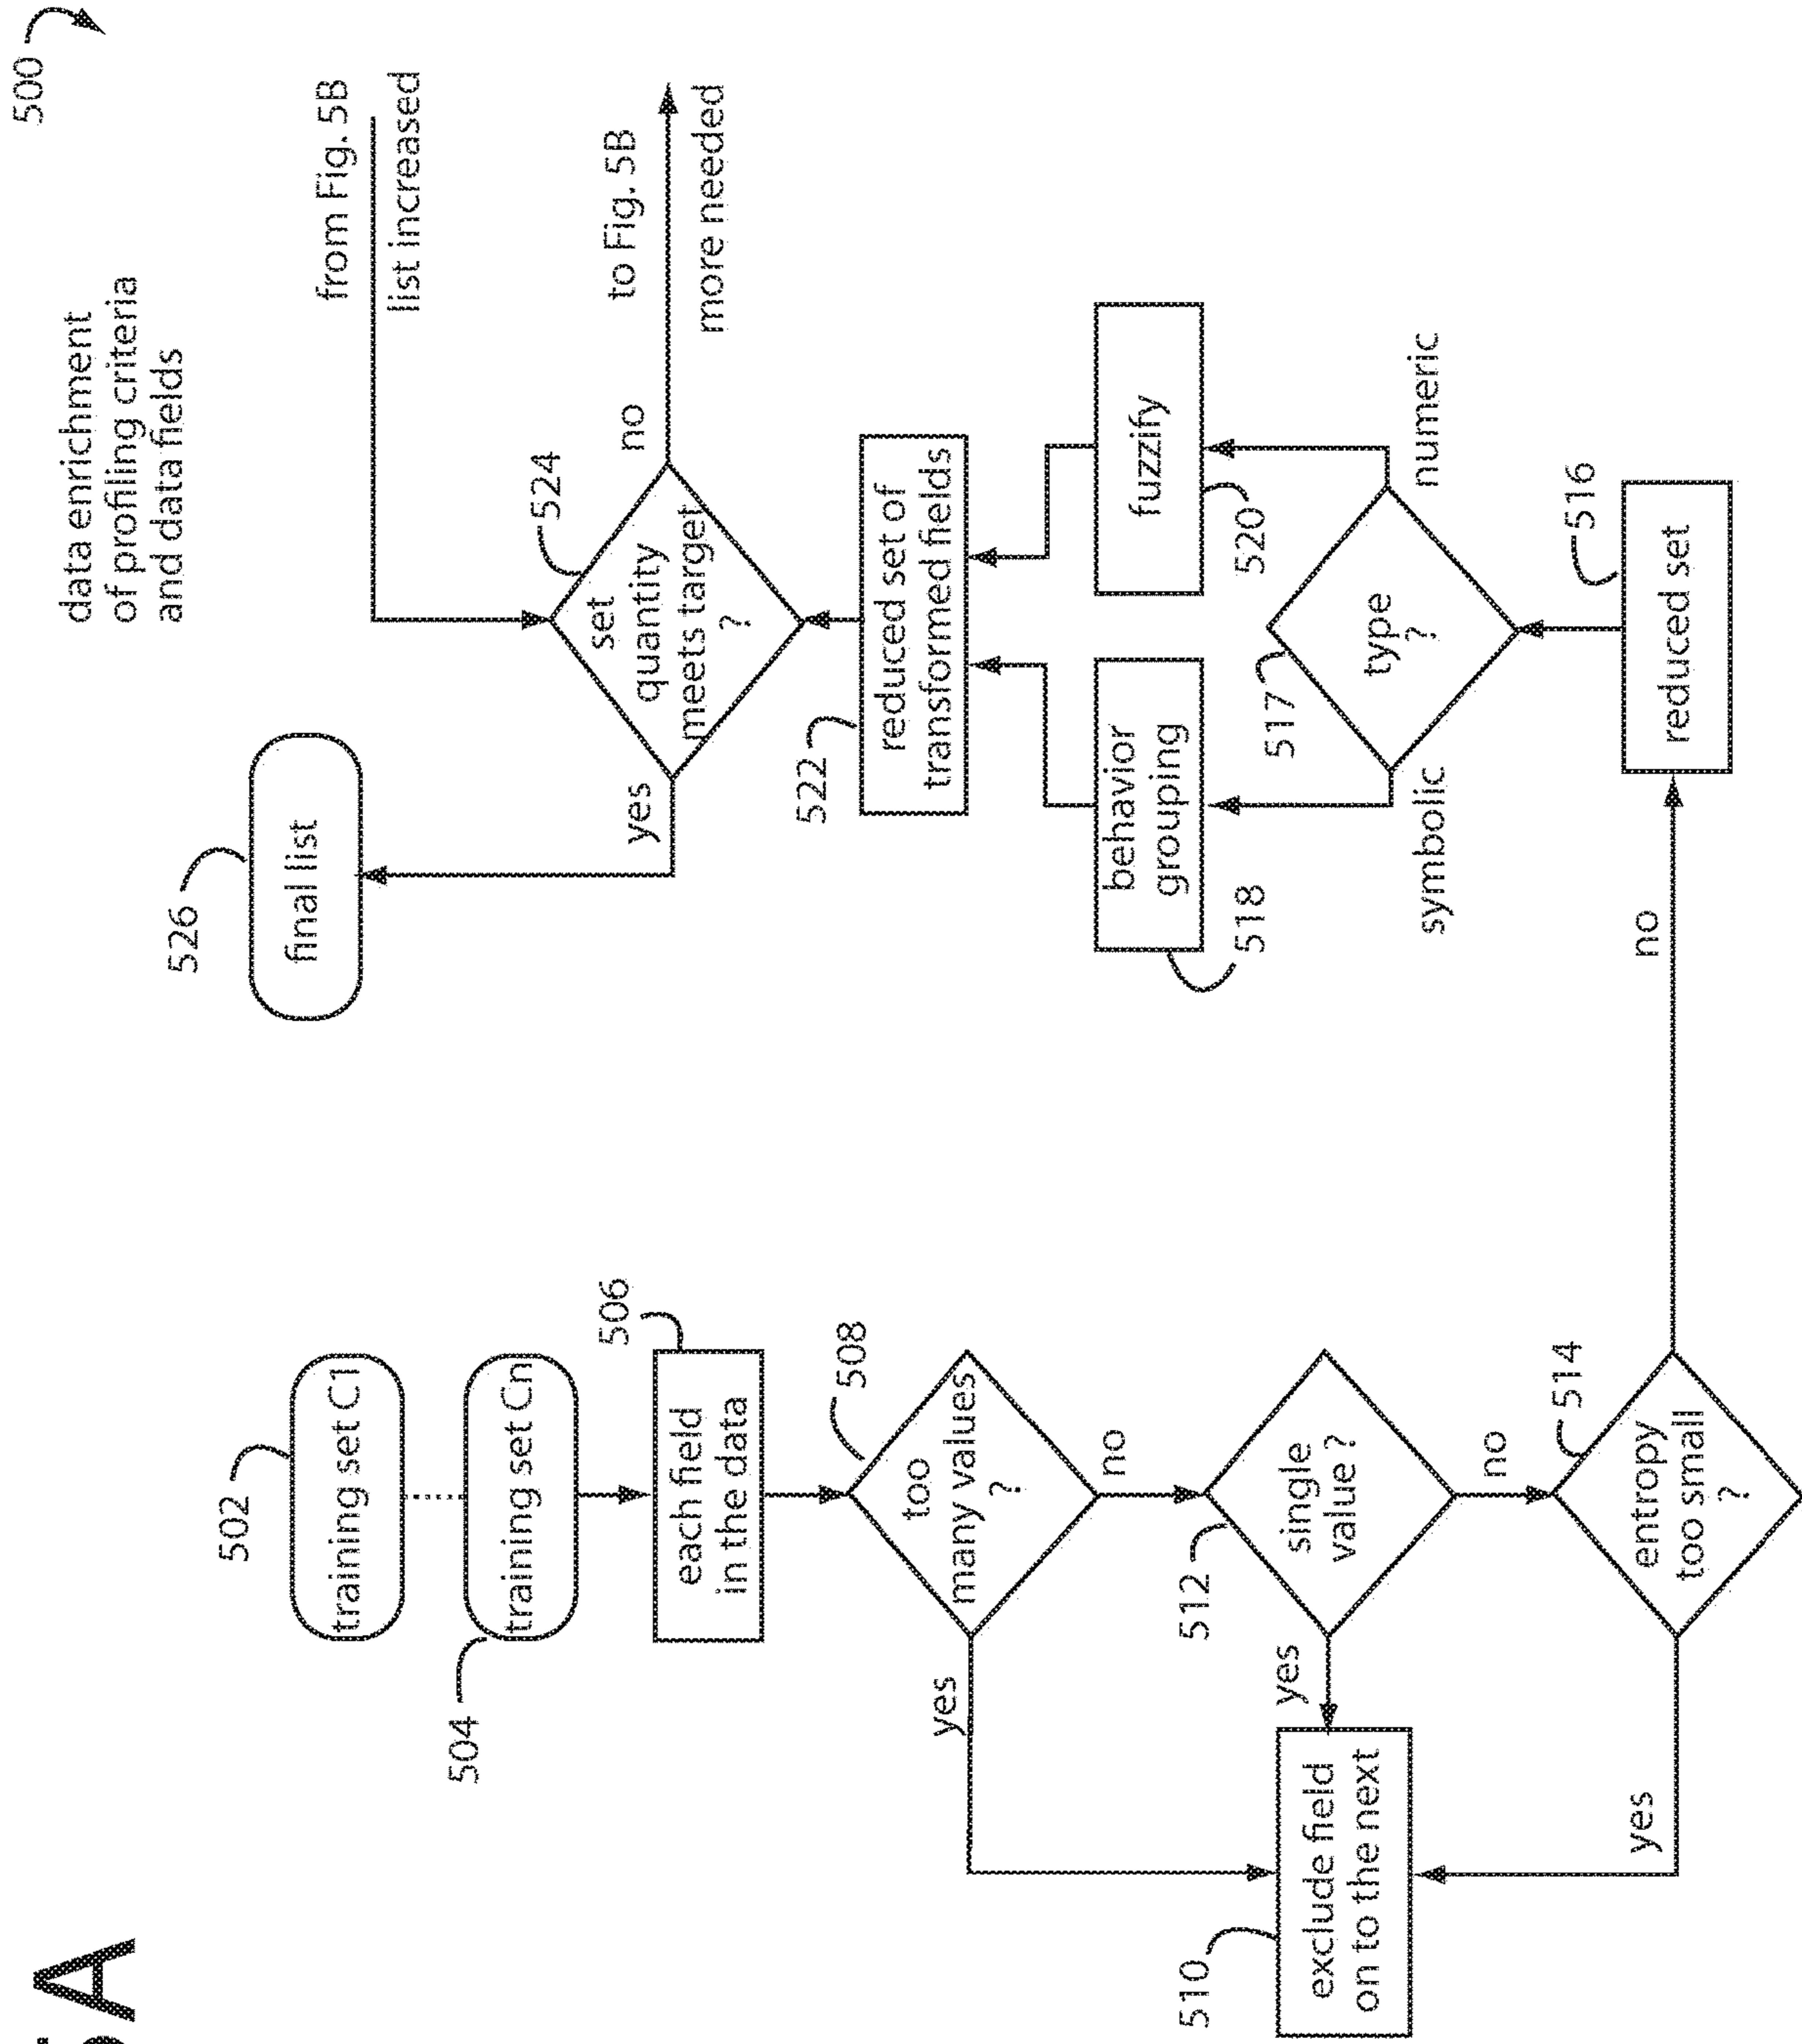 500
data enrichment
of profiling criteria
and data fields
502
training set C1
504
training set Cn
506
each field
in the data
508
too
many values
?
yes
no
512
single
value ?
yes
no
510
exclude field
on to the next
514
entropy
too small
?
yes
no
516
reduced set
517
type
?
symbolic
numeric
518
behavior
grouping
520
fuzzify
522
reduced set of
transformed fields
524
set
quantity
meets target
?
yes
no
526
final list
from Fig. 5B
list increased
to Fig. 5B
more needed